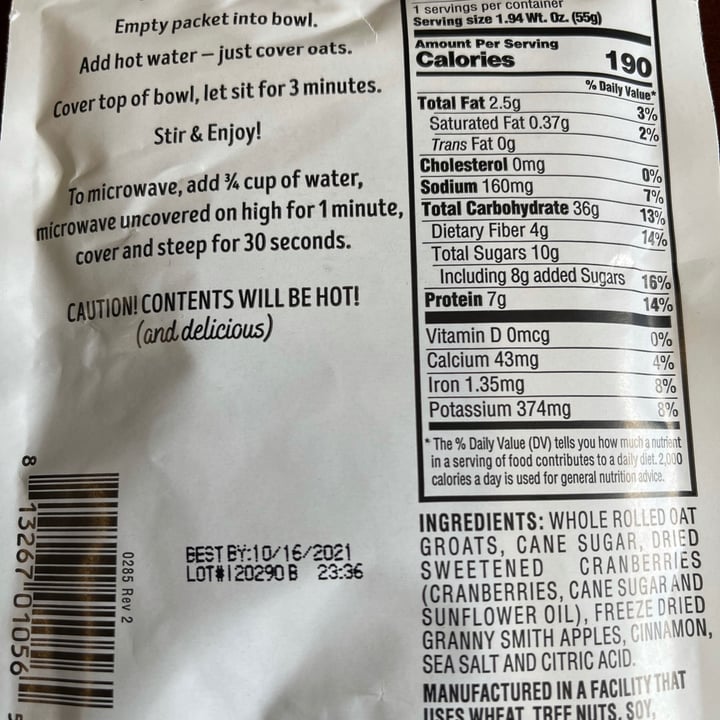 Empty packet into bowl.
Add hot water – just cover oats.
Cover top of bowl, let sit for 3 minutes.
Stir & Enjoy!
To microwave, add ¾ cup of water,
microwave uncovered on high for 1 minute,
cover and steep for 30 seconds.
CAUTION! CONTENTS WILL BE HOT!
(and delicious)
8 13267 01056
0285 Rev 2
BEST BY:10/16/2021
LOT#120290 B 23:36
1 servings per container
Serving size 1.94 Wt. Oz. (55g)
Amount Per Serving
Calories 190
% Daily Value*
Total Fat 2.5g 3%
Saturated Fat 0.37g 2%
Trans Fat 0g
Cholesterol 0mg 0%
Sodium 160mg 7%
Total Carbohydrate 36g 13%
Dietary Fiber 4g 14%
Total Sugars 10g
Including 8g added Sugars 16%
Protein 7g 14%
Vitamin D 0mcg 0%
Calcium 43mg 4%
Iron 1.35mg 8%
Potassium 374mg 8%
* The % Daily Value (DV) tells you how much a nutrient
in a serving of food contributes to a daily diet. 2,000
calories a day is used for general nutrition advice.
INGREDIENTS: WHOLE ROLLED OAT
GROATS, CANE SUGAR, DRIED
SWEETENED CRANBERRIES
(CRANBERRIES, CANE SUGAR AND
SUNFLOWER OIL), FREEZE DRIED
GRANNY SMITH APPLES, CINNAMON,
SEA SALT AND CITRIC ACID.
MANUFACTURED IN A FACILITY THAT
USES WHEAT, TREE NUTS, SOY,